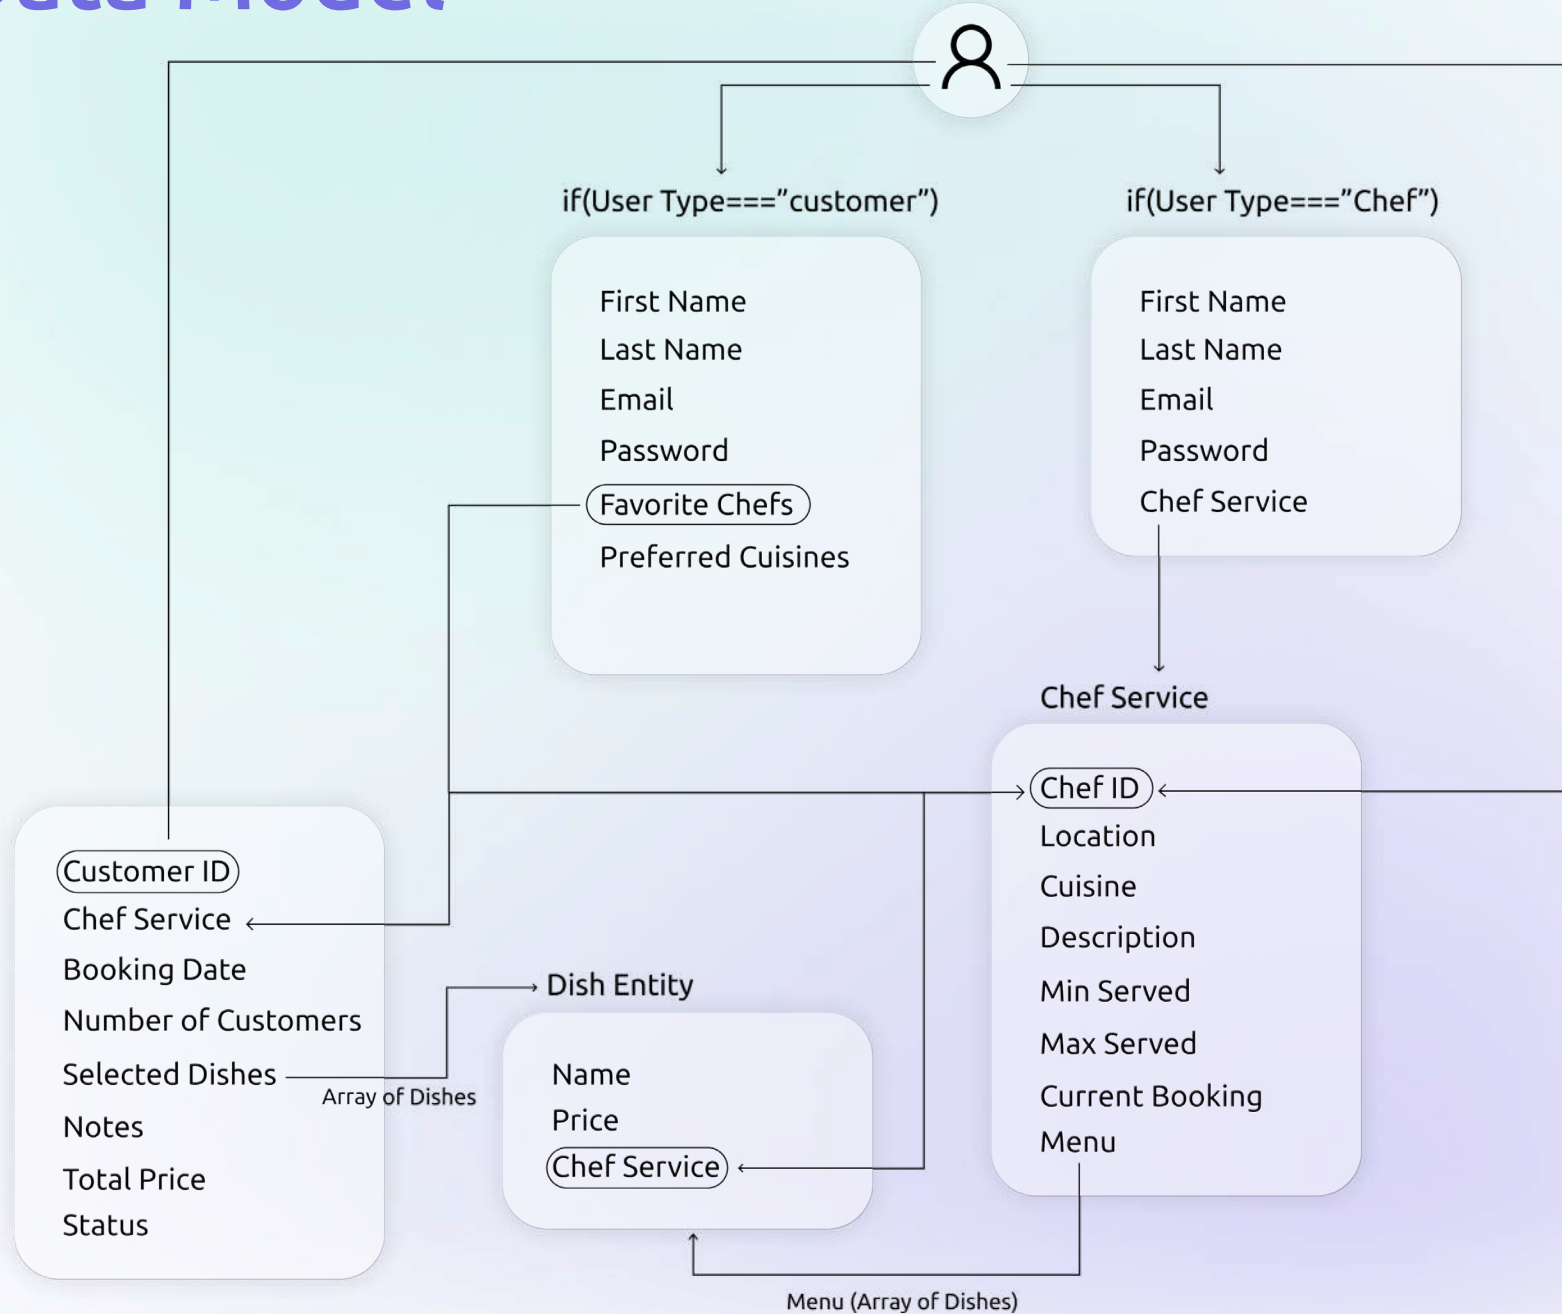 Data Model
if(User Type===”customer”)
First Name
Last Name
Email
Password
Favorite Chefs
Preferred Cuisines
if(User Type===”Chef”)
First Name
Last Name
Email
Password
Chef Service
Chef Service
Chef ID
Location
Cuisine
Description
Min Served
Max Served
Current Booking
Menu
Customer ID
Chef Service
Booking Date
Number of Customers
Selected Dishes
Notes
Total Price
Status
Array of Dishes
Dish Entity
Name
Price
Chef Service
Menu (Array of Dishes)